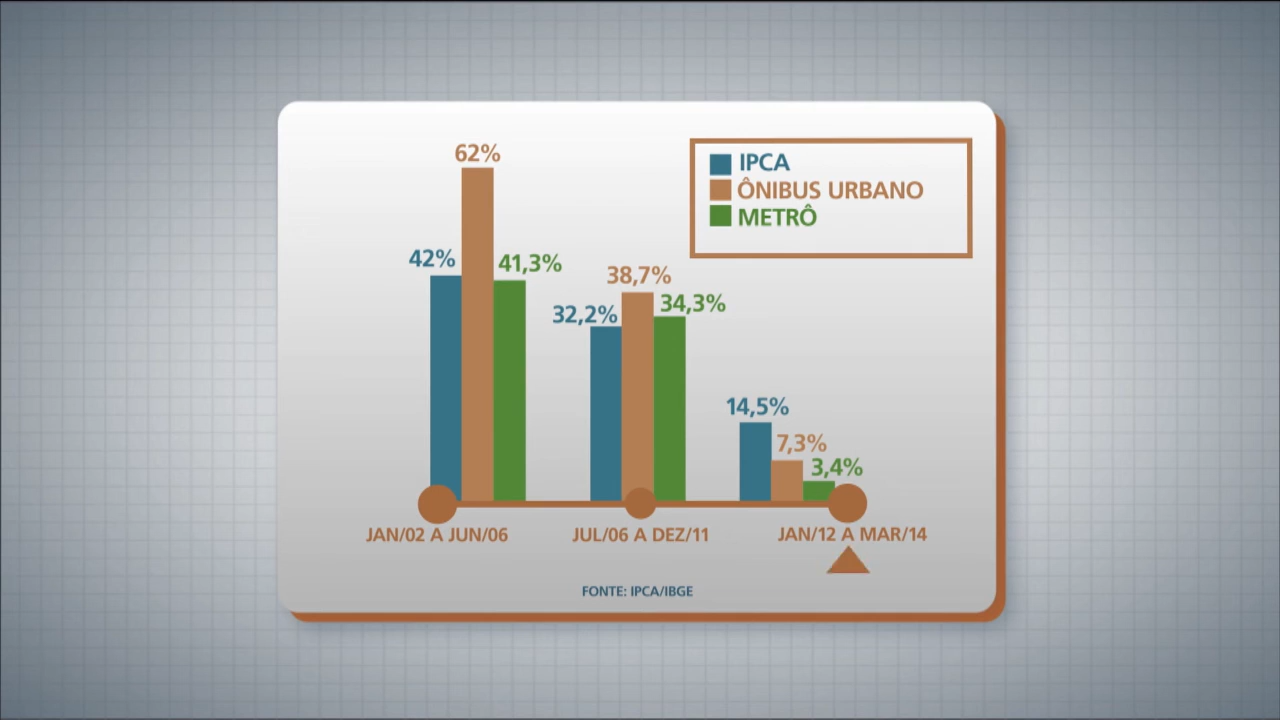 IPCA
ÔNIBUS URBANO
METRÔ
62%
42%
41,3%
38,7%
32,2%
34,3%
14,5%
7,3%
3,4%
JAN/02 A JUN/06
JUL/06 A DEZ/11
JAN/12 A MAR/14
FONTE: IPCA/IBGE